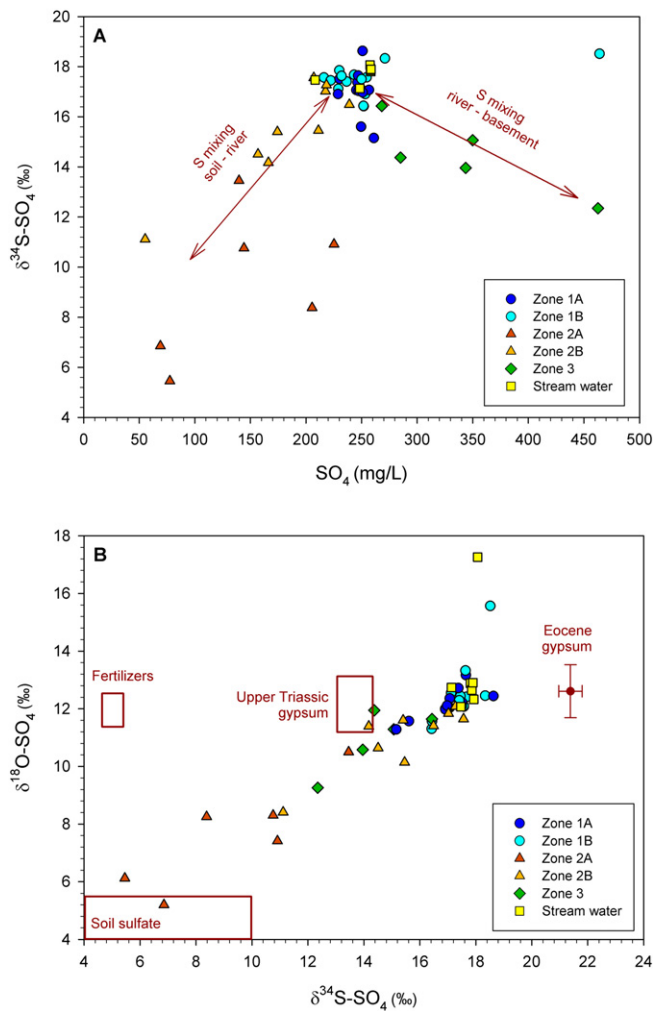 A
20
18
16
14
12
10
8
6
4
δ34S-SO4 (‰)
S mixing
soil - river
S mixing
river - basement
Zone 1A
Zone 1B
Zone 2A
Zone 2B
Zone 3
Stream water
0 50 100 150 200 250 300 350 400 450 500
SO4 (mg/L)
B
18
16
14
12
10
8
6
4
δ18O-SO4 (‰)
Fertilizers
Upper Triassic
gypsum
Eocene
gypsum
Soil sulfate
Zone 1A
Zone 1B
Zone 2A
Zone 2B
Zone 3
Stream water
4 6 8 10 12 14 16 18 20 22 24
δ34S-SO4 (‰)